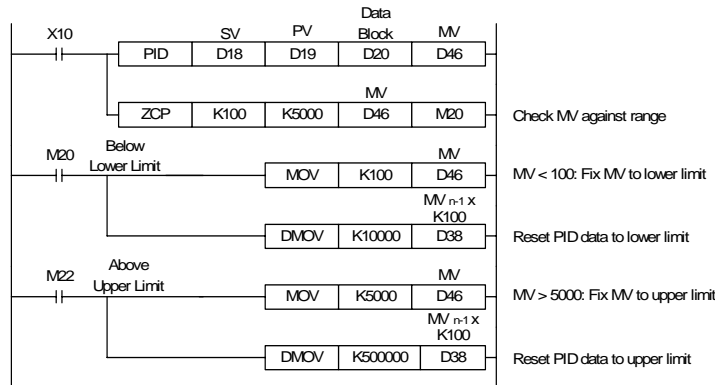 Data
X10 SV PV Block MV
PID D18 D19 D20 D46
MV
ZCP K100 K5000 D46 M20 Check MV against range
M20 Below
Lower Limit MV
MOV K100 D46 MV < 100: Fix MV to lower limit
MV n-1 x
K100
DMOV K10000 D38 Reset PID data to lower limit
M22 Above
Upper Limit MV
MOV K5000 D46 MV > 5000: Fix MV to upper limit
MV n-1 x
K100
DMOV K500000 D38 Reset PID data to upper limit